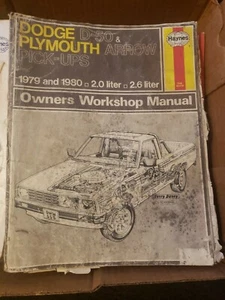 DODGE D-50 &
PLYMOUTH ARROW
PICK-UPS
Haynes
1979 and 1980 □ 2.0 liter □ 2.6 liter
Owners Workshop Manual